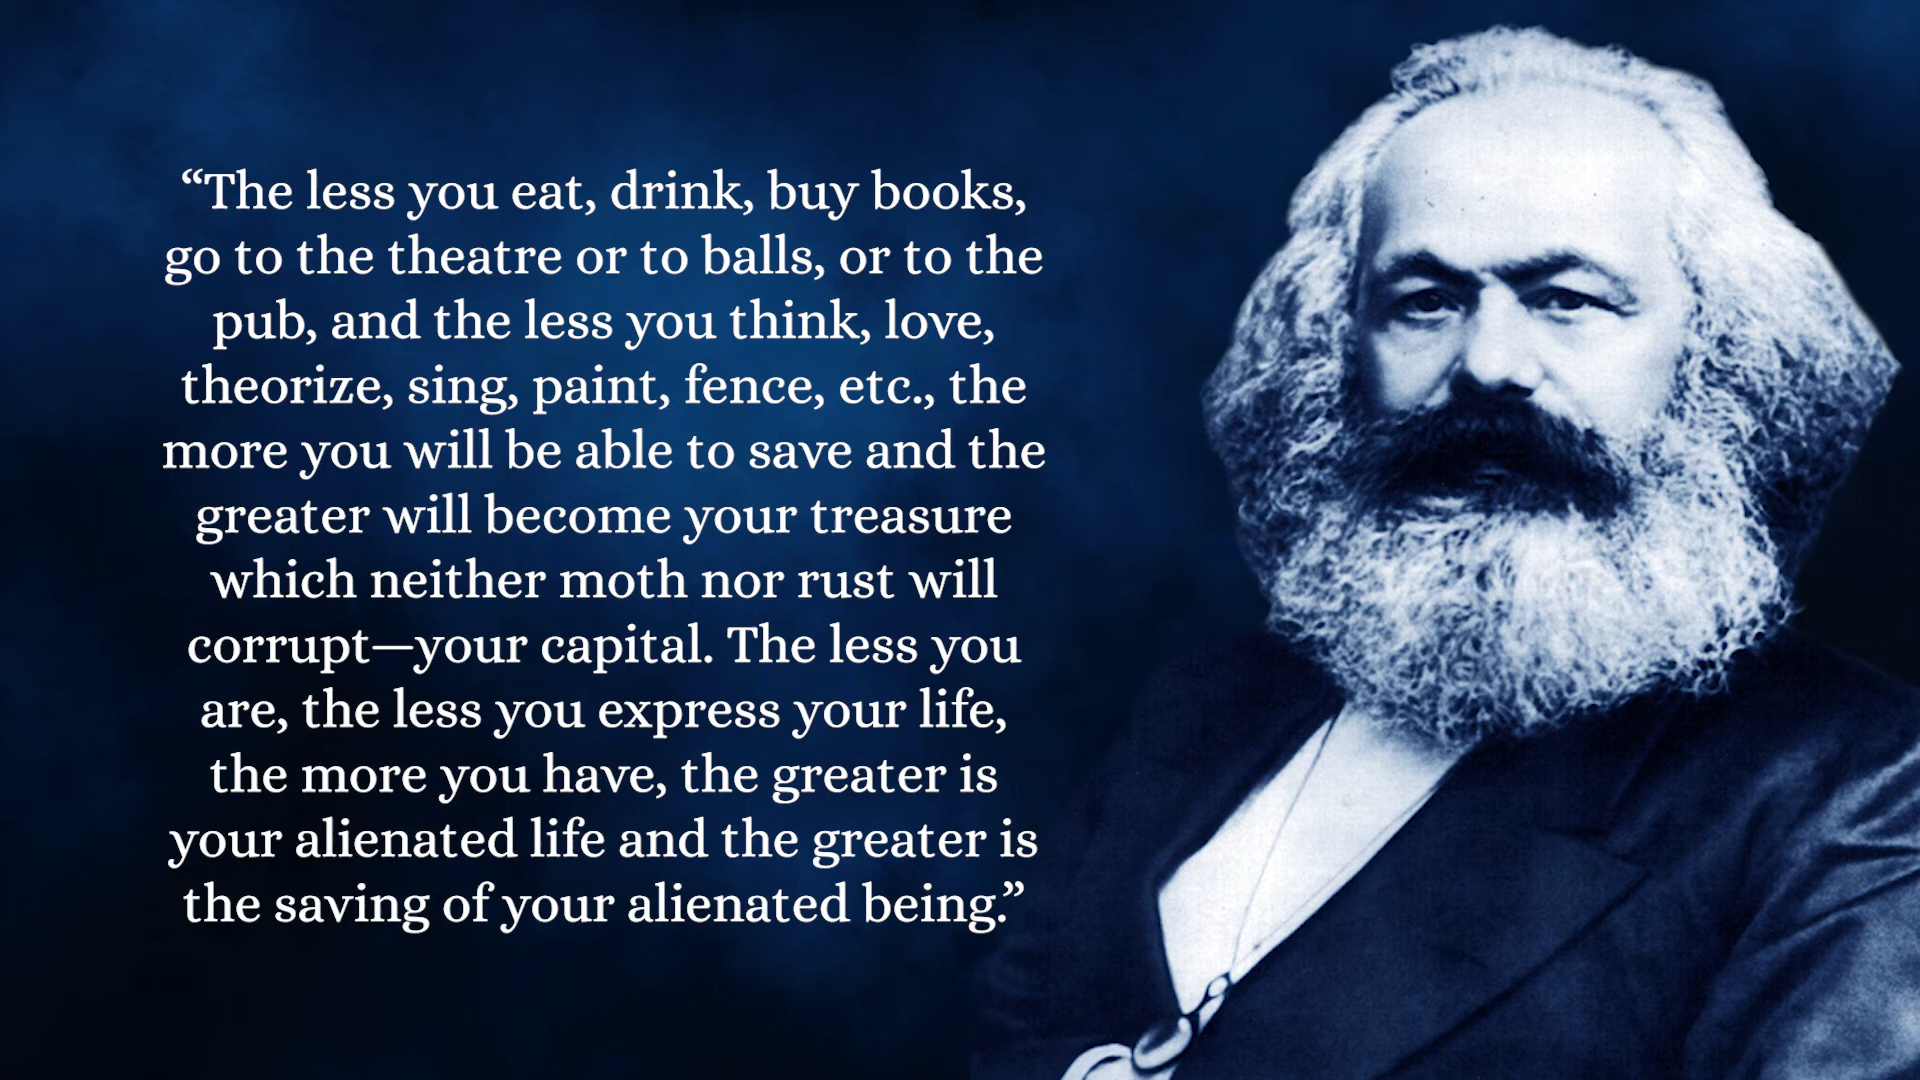 “The less you eat, drink, buy books,
go to the theatre or to balls, or to the
pub, and the less you think, love,
theorize, sing, paint, fence, etc., the
more you will be able to save and the
greater will become your treasure
which neither moth nor rust will
corrupt—your capital. The less you
are, the less you express your life,
the more you have, the greater is
your alienated life and the greater is
the saving of your alienated being.”